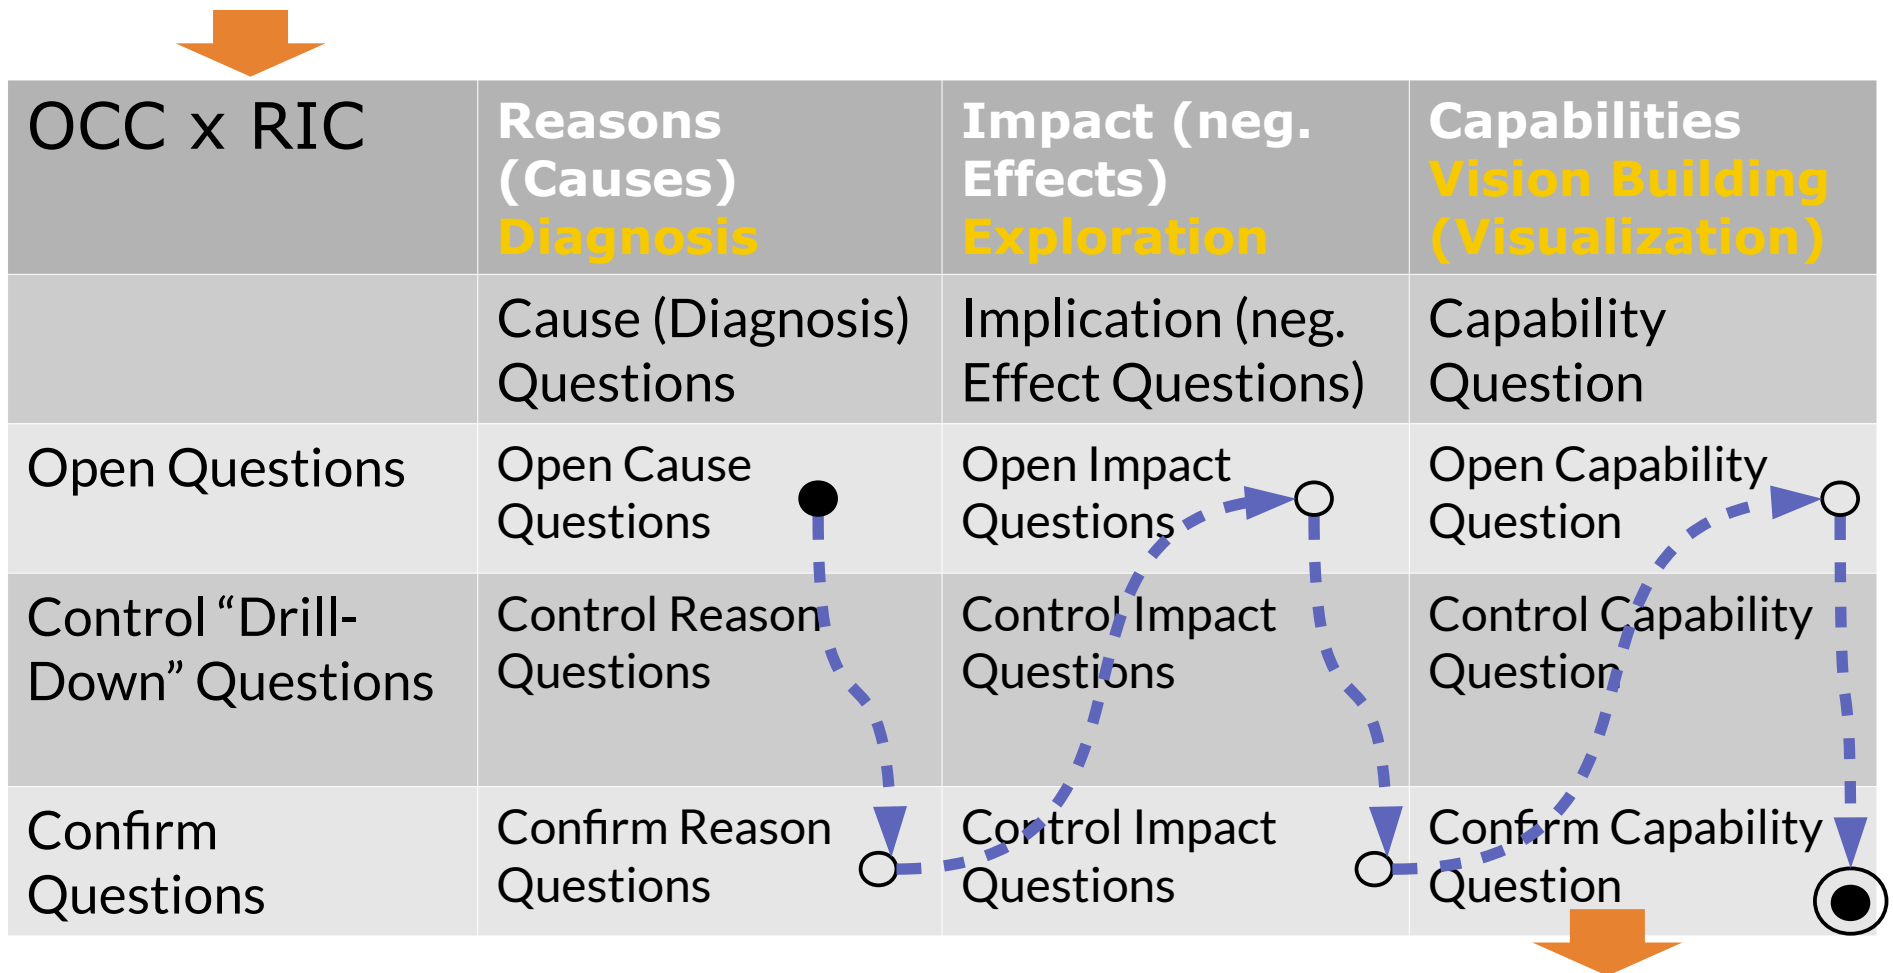 OCC x RIC
Reasons
(Causes)
Diagnosis
Impact (neg.
Effects)
Exploration
Capabilities
Vision Building
(Visualization)
Cause (Diagnosis)
Questions
Implication (neg.
Effect Questions)
Capability
Question
Open Questions
Open Cause
Questions
Open Impact
Questions
Open Capability
Question
Control “Drill-
Down” Questions
Control Reason
Questions
Control Impact
Questions
Control Capability
Question
Confirm
Questions
Confirm Reason
Questions
Control Impact
Questions
Confirm Capability
Question